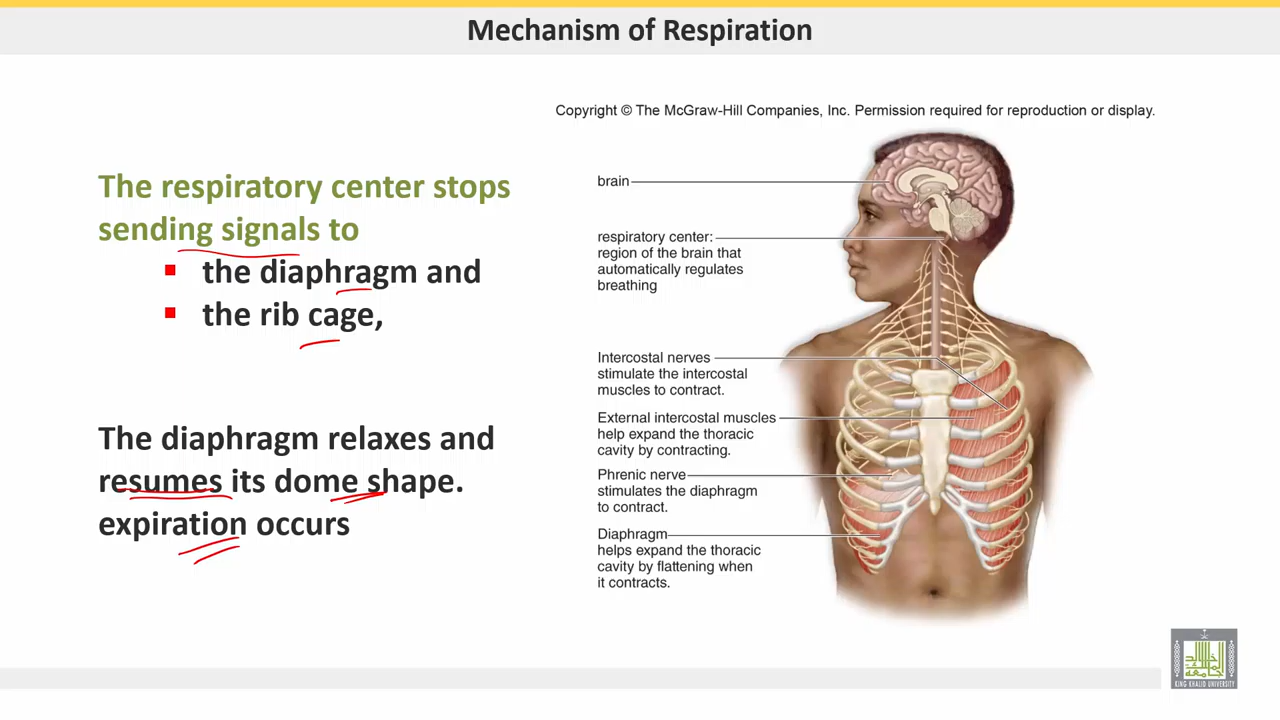 Mechanism of Respiration
Copyright © The McGraw-Hill Companies, Inc. Permission required for reproduction or display.
The respiratory center stops
sending signals to
▪ the diaphragm and
▪ the rib cage,
The diaphragm relaxes and
resumes its dome shape.
expiration occurs
brain
respiratory center:
region of the brain that
automatically regulates
breathing
Intercostal nerves
stimulate the intercostal
muscles to contract.
External intercostal muscles
help expand the thoracic
cavity by contracting.
Phrenic nerve
stimulates the diaphragm
to contract.
Diaphragm
helps expand the thoracic
cavity by flattening when
it contracts.
KING KHALID UNIVERSITY